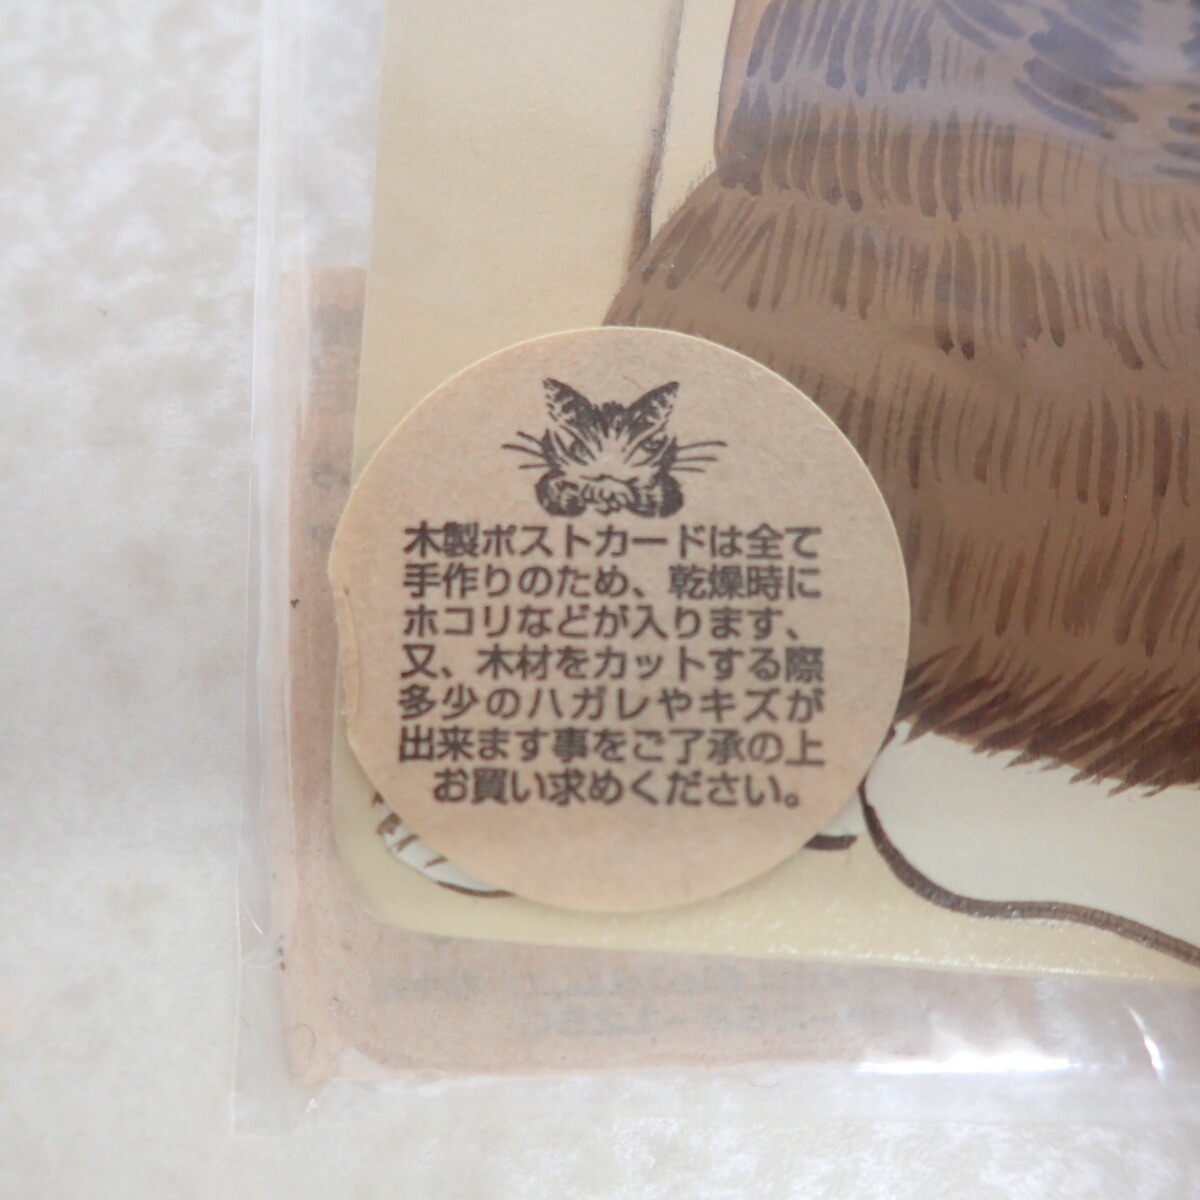 木製ポストカードは全て
手作りのため、乾燥時に
ホコリなどが入ります、
又、木材をカットする際
多少のハガレやキズが
出来ます事をご了承の上
お買い求めください。